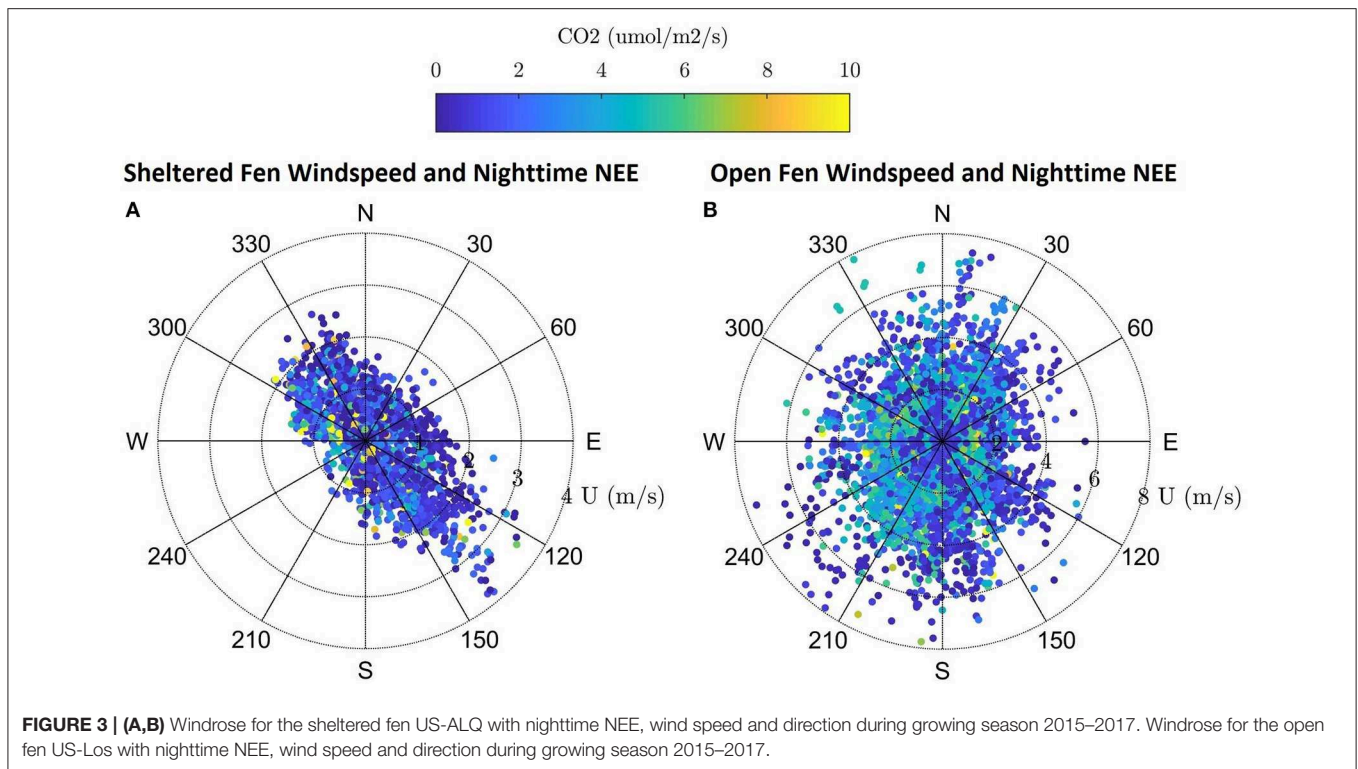 CO2 (umol/m2/s)
0 2 4 6 8 10
Sheltered Fen Windspeed and Nighttime NEE
A
N
330 30
300 60
W E
1
2
3
4 U (m/s)
240 120
210 150
S
Open Fen Windspeed and Nighttime NEE
B
N
330 30
300 60
W E
2
4
6
8 U (m/s)
240 120
210 150
S
FIGURE 3 | (A,B) Windrose for the sheltered fen US-ALQ with nighttime NEE, wind speed and direction during growing season 2015–2017. Windrose for the open
fen US-Los with nighttime NEE, wind speed and direction during growing season 2015–2017.